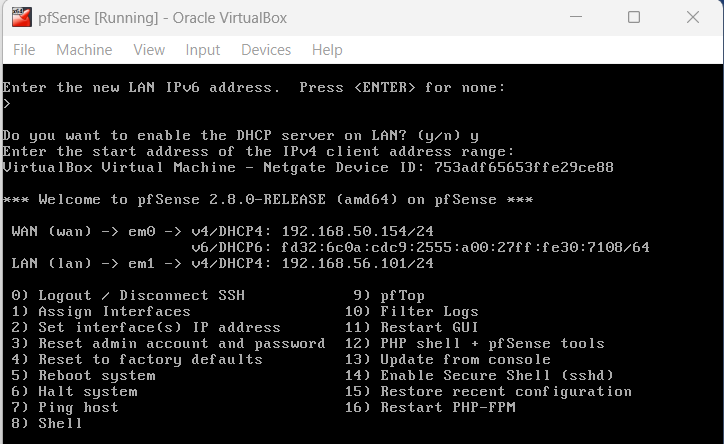 pfSense [Running] - Oracle VirtualBox
File Machine View Input Devices Help
Enter the new LAN IPv6 address.  Press <ENTER> for none:
>
Do you want to enable the DHCP server on LAN? (y/n) y
Enter the start address of the IPv4 client address range:
VirtualBox Virtual Machine - Netgate Device ID: 753adf65653ffe29ce88
*** Welcome to pfSense 2.8.0-RELEASE (amd64) on pfSense ***
WAN (wan) -> em0 -> v4/DHCP4: 192.168.50.154/24
v6/DHCP6: fd32:6c0a:cdc9:2555:a00:27ff:fe30:7108/64
LAN (lan) -> em1 -> v4/DHCP4: 192.168.56.101/24
0) Logout / Disconnect SSH 9) pfTop
1) Assign Interfaces 10) Filter Logs
2) Set interface(s) IP address 11) Restart GUI
3) Reset admin account and password 12) PHP shell + pfSense tools
4) Reset to factory defaults 13) Update from console
5) Reboot system 14) Enable Secure Shell (sshd)
6) Halt system 15) Restore recent configuration
7) Ping host 16) Restart PHP-FPM
8) Shell